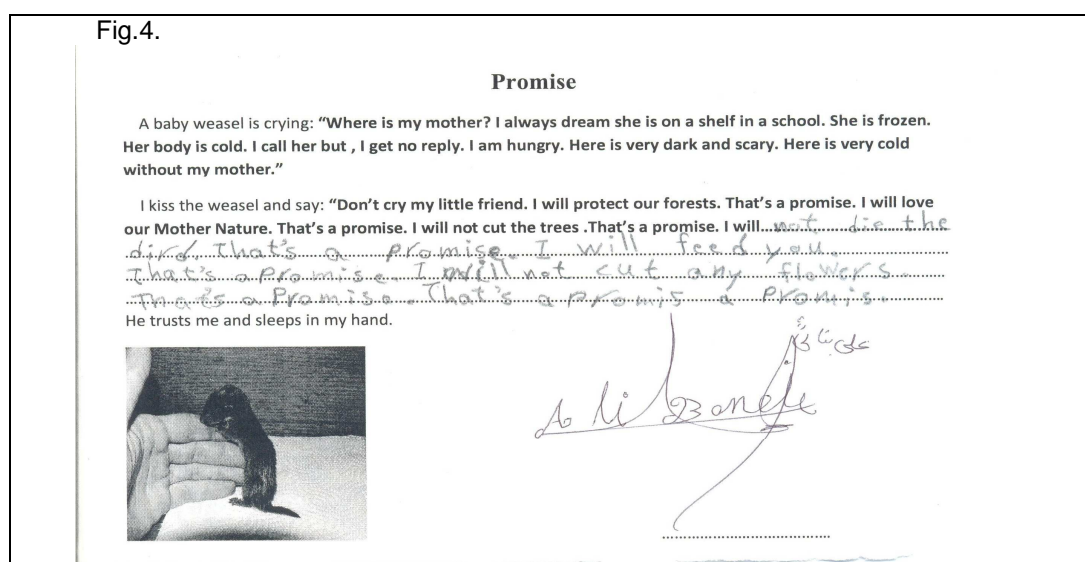 Fig.4.
Promise
A baby weasel is crying: “Where is my mother? I always dream she is on a shelf in a school. She is frozen.
Her body is cold. I call her but , I get no reply. I am hungry. Here is very dark and scary. Here is very cold
without my mother.”
I kiss the weasel and say: “Don’t cry my little friend. I will protect our forests. That’s a promise. I will love
our Mother Nature. That’s a promise. I will not cut the trees .That’s a promise. I will...not die the
dird. That's a promise. I will feed you.
That's a promise. I will not cut any flowers.
That's a Promise. That's a promis a Promis.
He trusts me and sleeps in my hand.
علی
Ali